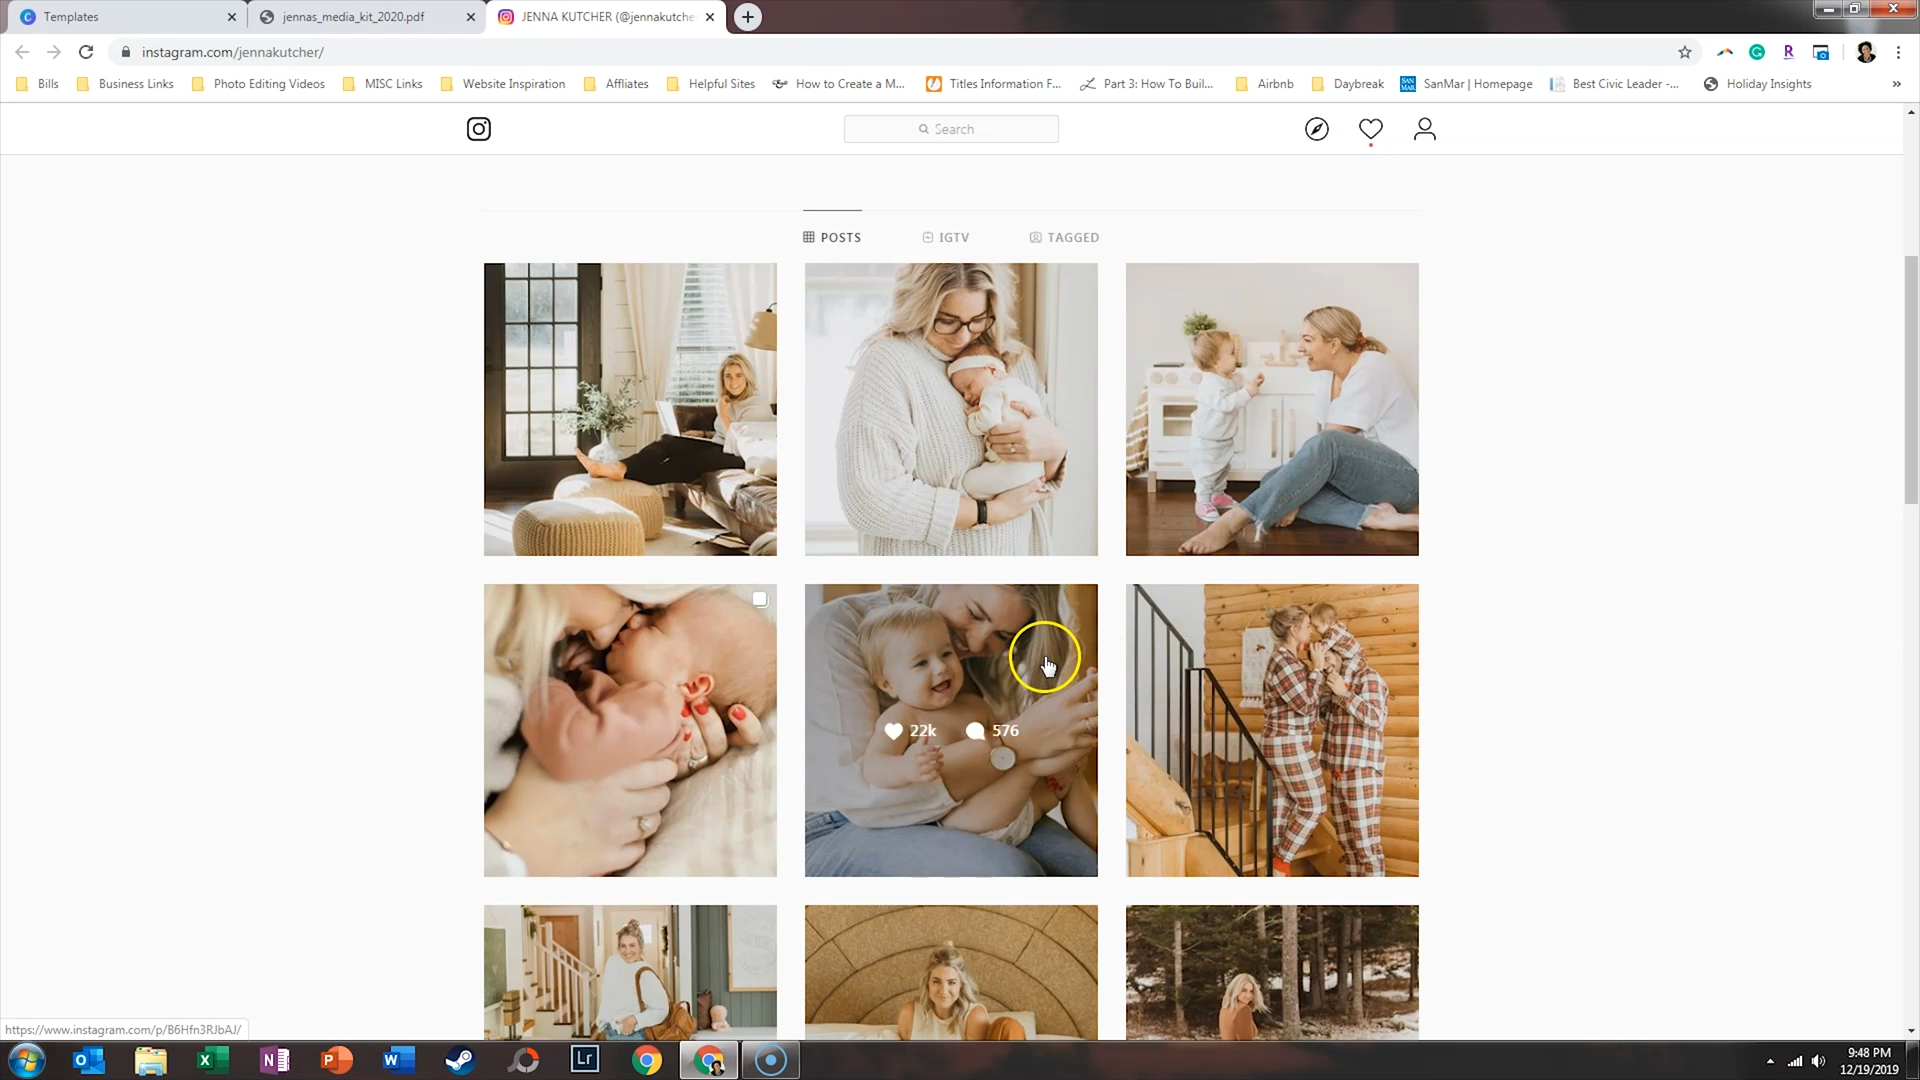 Templates
jennas_media_kit_2020.pdf
JENNA KUTCHER (@jennakutche
instagram.com/jennakutcher/
Bills
Business Links
Photo Editing Videos
MISC Links
Website Inspiration
Affliates
Helpful Sites
How to Create a M...
Titles Information F...
Part 3: How To Buil...
Airbnb
Daybreak
SAN MAR
SanMar | Homepage
Best Civic Leader -...
Holiday Insights
»
Search
POSTS
IGTV
TAGGED
22k
576
https://www.instagram.com/p/B6Hfn3RJbAJ/
Lr
9:48 PM
12/19/2019